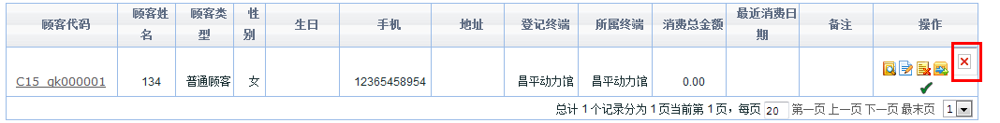 顾客代码 顾客姓名 顾客类型 性别 生日 手机 地址 登记终端 所属终端 消费总金额 最近消费日期 备注 操作
C15_gk000001 134 普通顾客 女 12365458954 昌平动力馆 昌平动力馆 0.00
总计 1 个记录分为 1 页当前第 1 页，每页 20 第一页 上一页 下一页 最末页 1